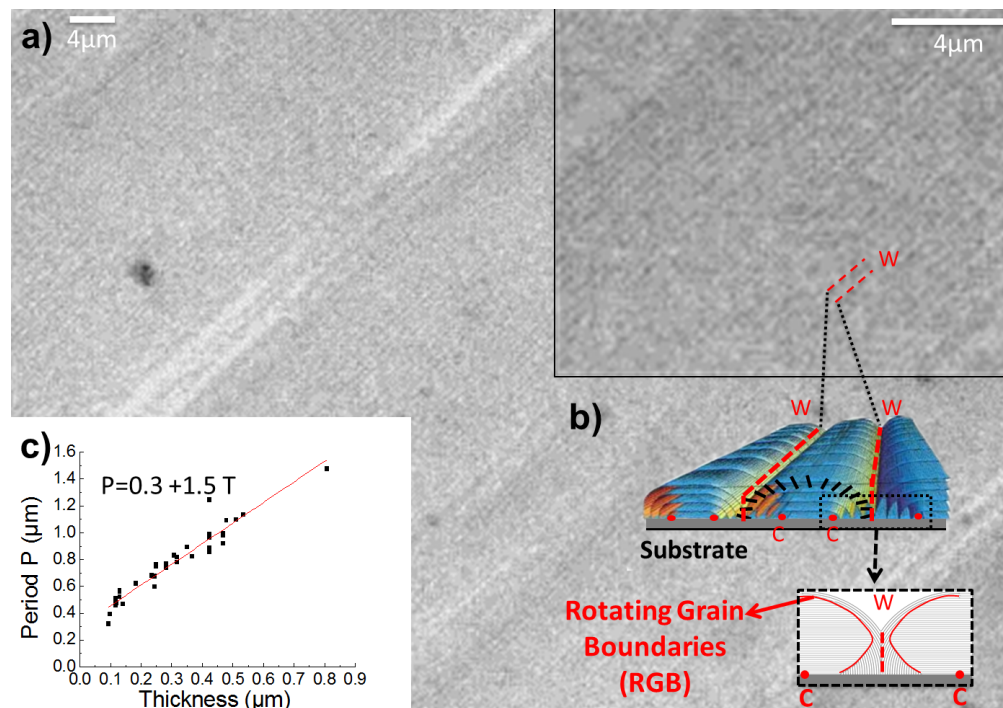 a)
4μm
4μm
W
b)
W
W
C
C
Substrate
W
Rotating Grain
Boundaries
(RGB)
C
C
c)
P=0.3 +1.5 T
Period P (μm)
1.6
1.4
1.2
1.0
0.8
0.6
0.4
0.2
0.0
0.0 0.1 0.2 0.3 0.4 0.5 0.6 0.7 0.8 0.9
Thickness (μm)